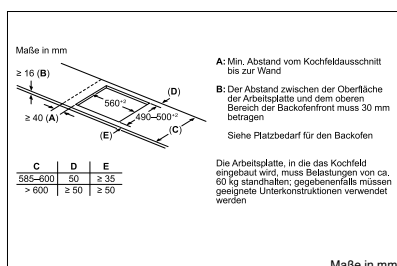 Maße in mm
≥ 16 (B)
560⁺²
(D)
490–500⁺²
≥ 40 (A)
(E)
(C)
C D E
585–600 50 ≥ 35
> 600 ≥ 50 ≥ 50
A: Min. Abstand vom Kochfeldausschnitt
bis zur Wand
B: Der Abstand zwischen der Oberfläche
der Arbeitsplatte und dem oberen
Bereich der Backofenfront muss 30 mm
betragen
Siehe Platzbedarf für den Backofen
Die Arbeitsplatte, in die das Kochfeld
eingebaut wird, muss Belastungen von ca.
60 kg standhalten; gegebenenfalls müssen
geeignete Unterkonstruktionen verwendet
werden
Maße in mm